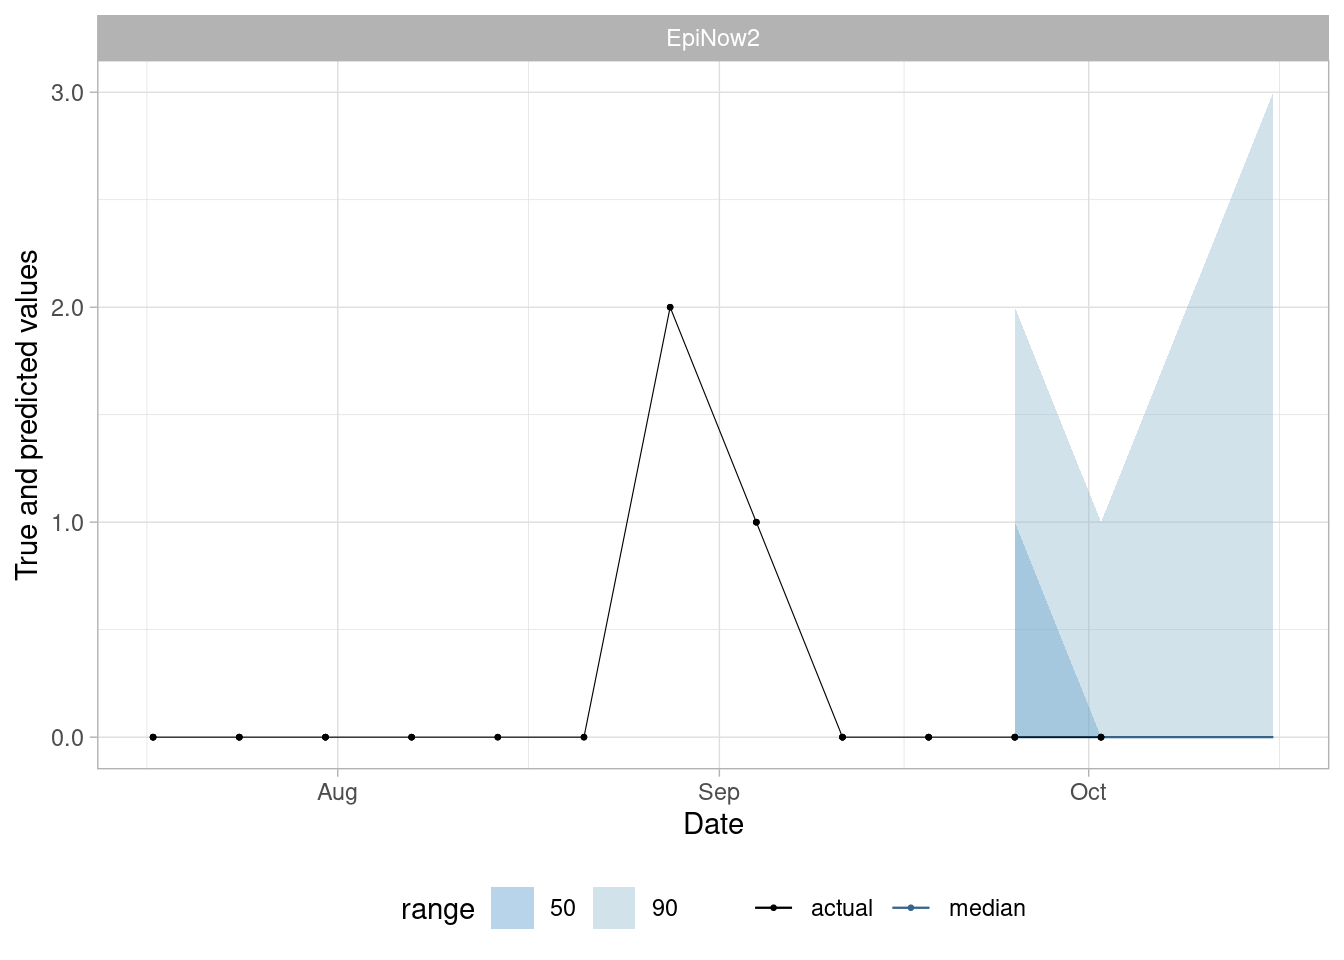 EpiNow2
3.0
2.0
1.0
0.0
True and predicted values
Aug Sep Oct
Date
range 50 90 actual median